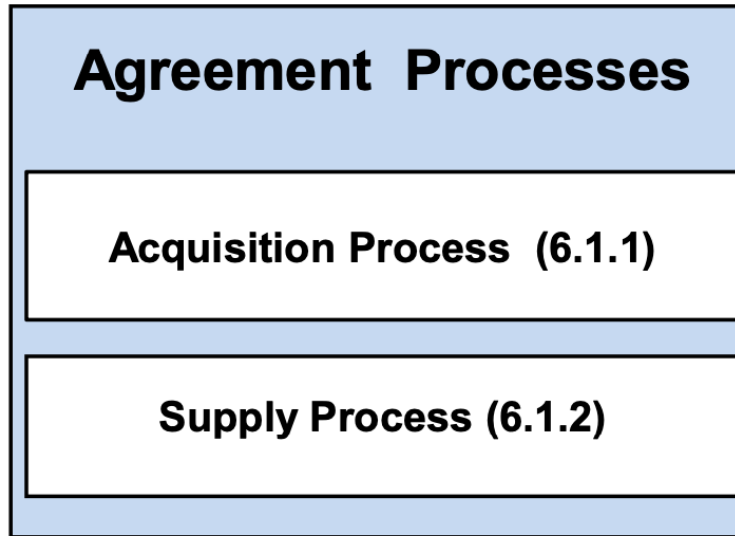 Agreement Processes
Acquisition Process (6.1.1)
Supply Process (6.1.2)